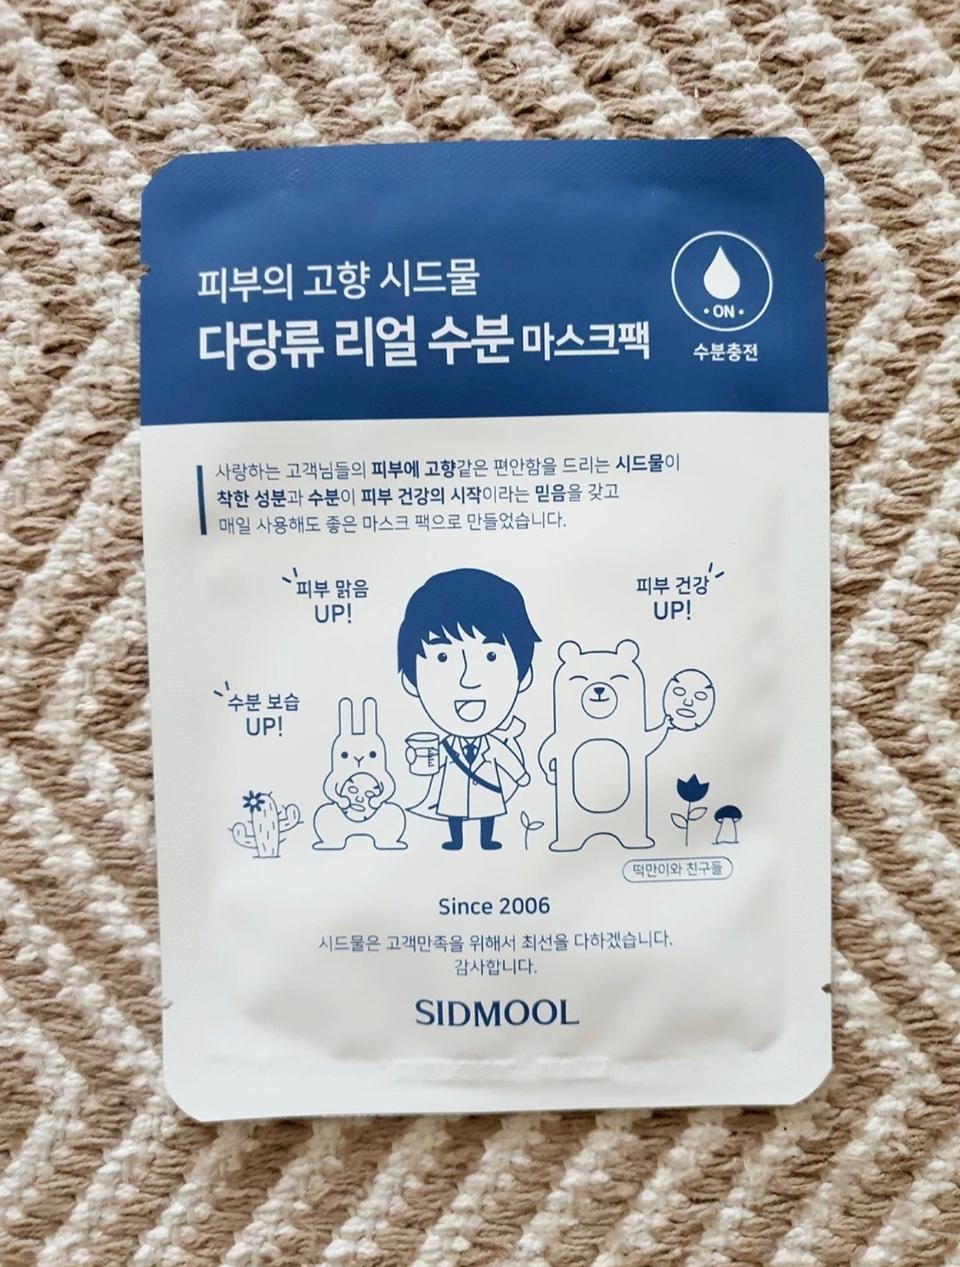 피부의 고향 시드물
다당류 리얼 수분 마스크팩
• ON •
수분충전
사랑하는 고객님들의 피부에 고향같은 편안함을 드리는 시드물이
착한 성분과 수분이 피부 건강의 시작이라는 믿음을 갖고
매일 사용해도 좋은 마스크 팩으로 만들었습니다.
피부 맑음
UP!
피부 건강
UP!
수분 보습
UP!
떡만이와 친구들
Since 2006
시드물은 고객만족을 위해서 최선을 다하겠습니다.
감사합니다.
SIDMOOL